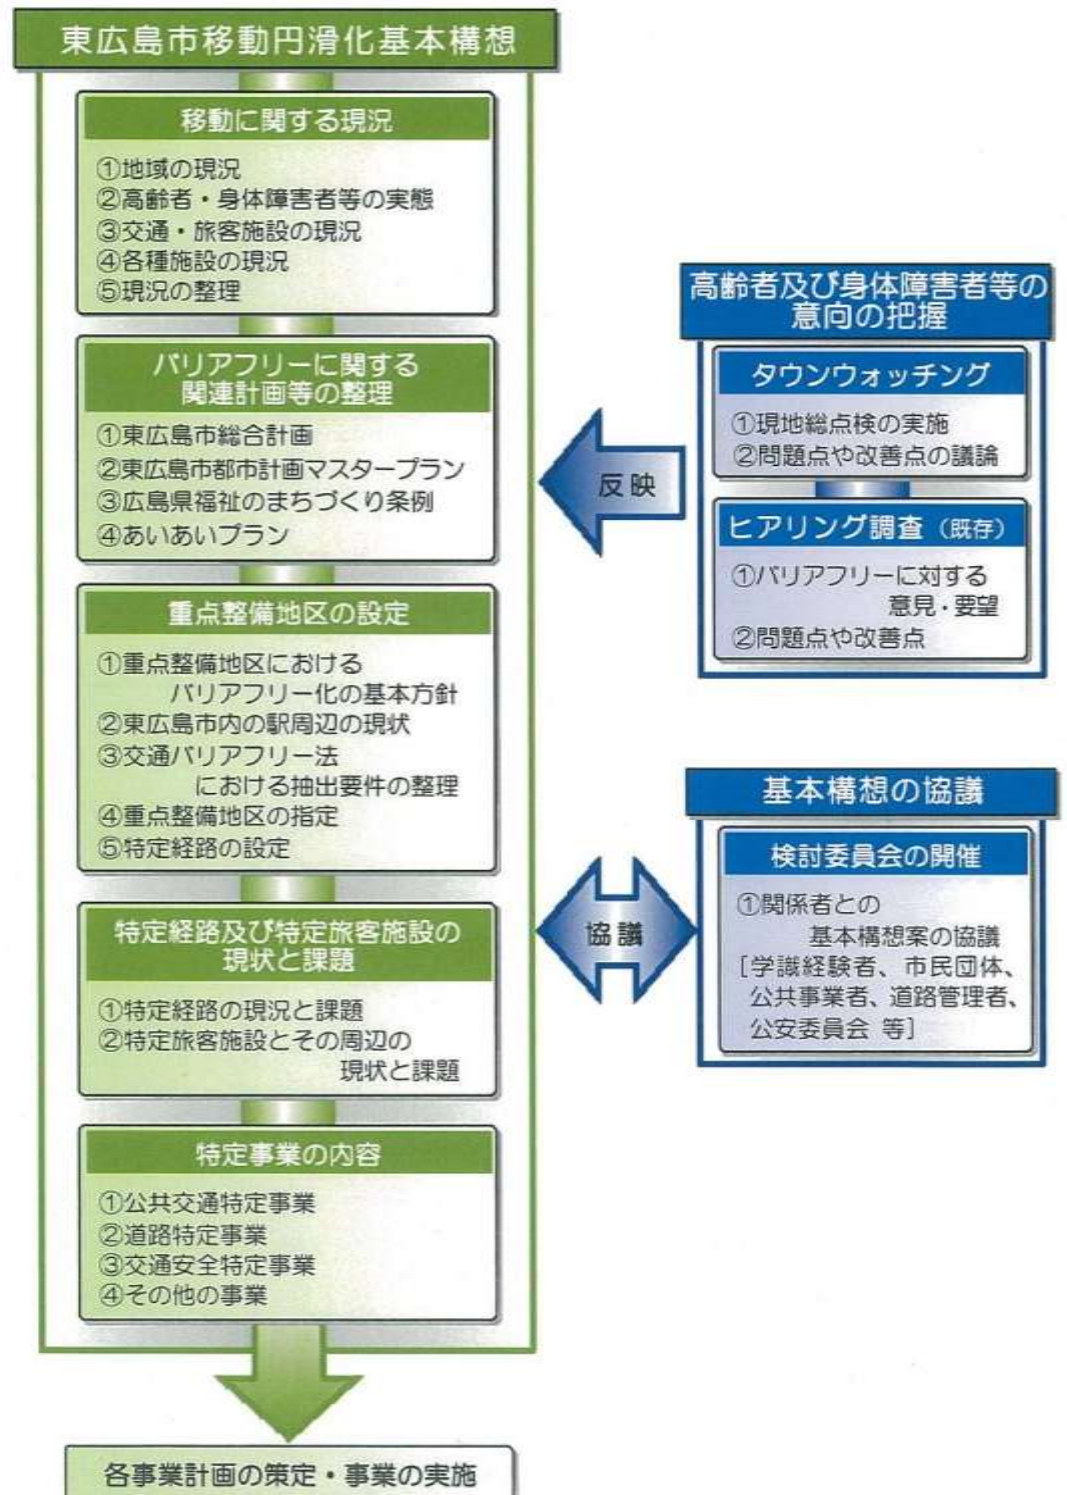 東広島市移動円滑化基本構想
移動に関する現況
①地域の現況
②高齢者・身体障害者等の実態
③交通・旅客施設の現況
④各種施設の現況
⑤現況の整理
バリアフリーに関する
関連計画等の整理
①東広島市総合計画
②東広島市都市計画マスタープラン
③広島県福祉のまちづくり条例
④あいあいプラン
重点整備地区の設定
①重点整備地区における
バリアフリー化の基本方針
②東広島市内の駅周辺の現状
③交通バリアフリー法
における抽出要件の整理
④重点整備地区の指定
⑤特定経路の設定
特定経路及び特定旅客施設の
現状と課題
①特定経路の現況と課題
②特定旅客施設とその周辺の
現状と課題
特定事業の内容
①公共交通特定事業
②道路特定事業
③交通安全特定事業
④その他の事業
各事業計画の策定・事業の実施
高齢者及び身体障害者等の
意向の把握
タウンウォッチング
①現地総点検の実施
②問題点や改善点の議論
ヒアリング調査（既存）
①バリアフリーに対する
意見・要望
②問題点や改善点
反映
基本構想の協議
検討委員会の開催
①関係者との
基本構想案の協議
[学識経験者、市民団体、
公共事業者、道路管理者、
公安委員会 等]
協議